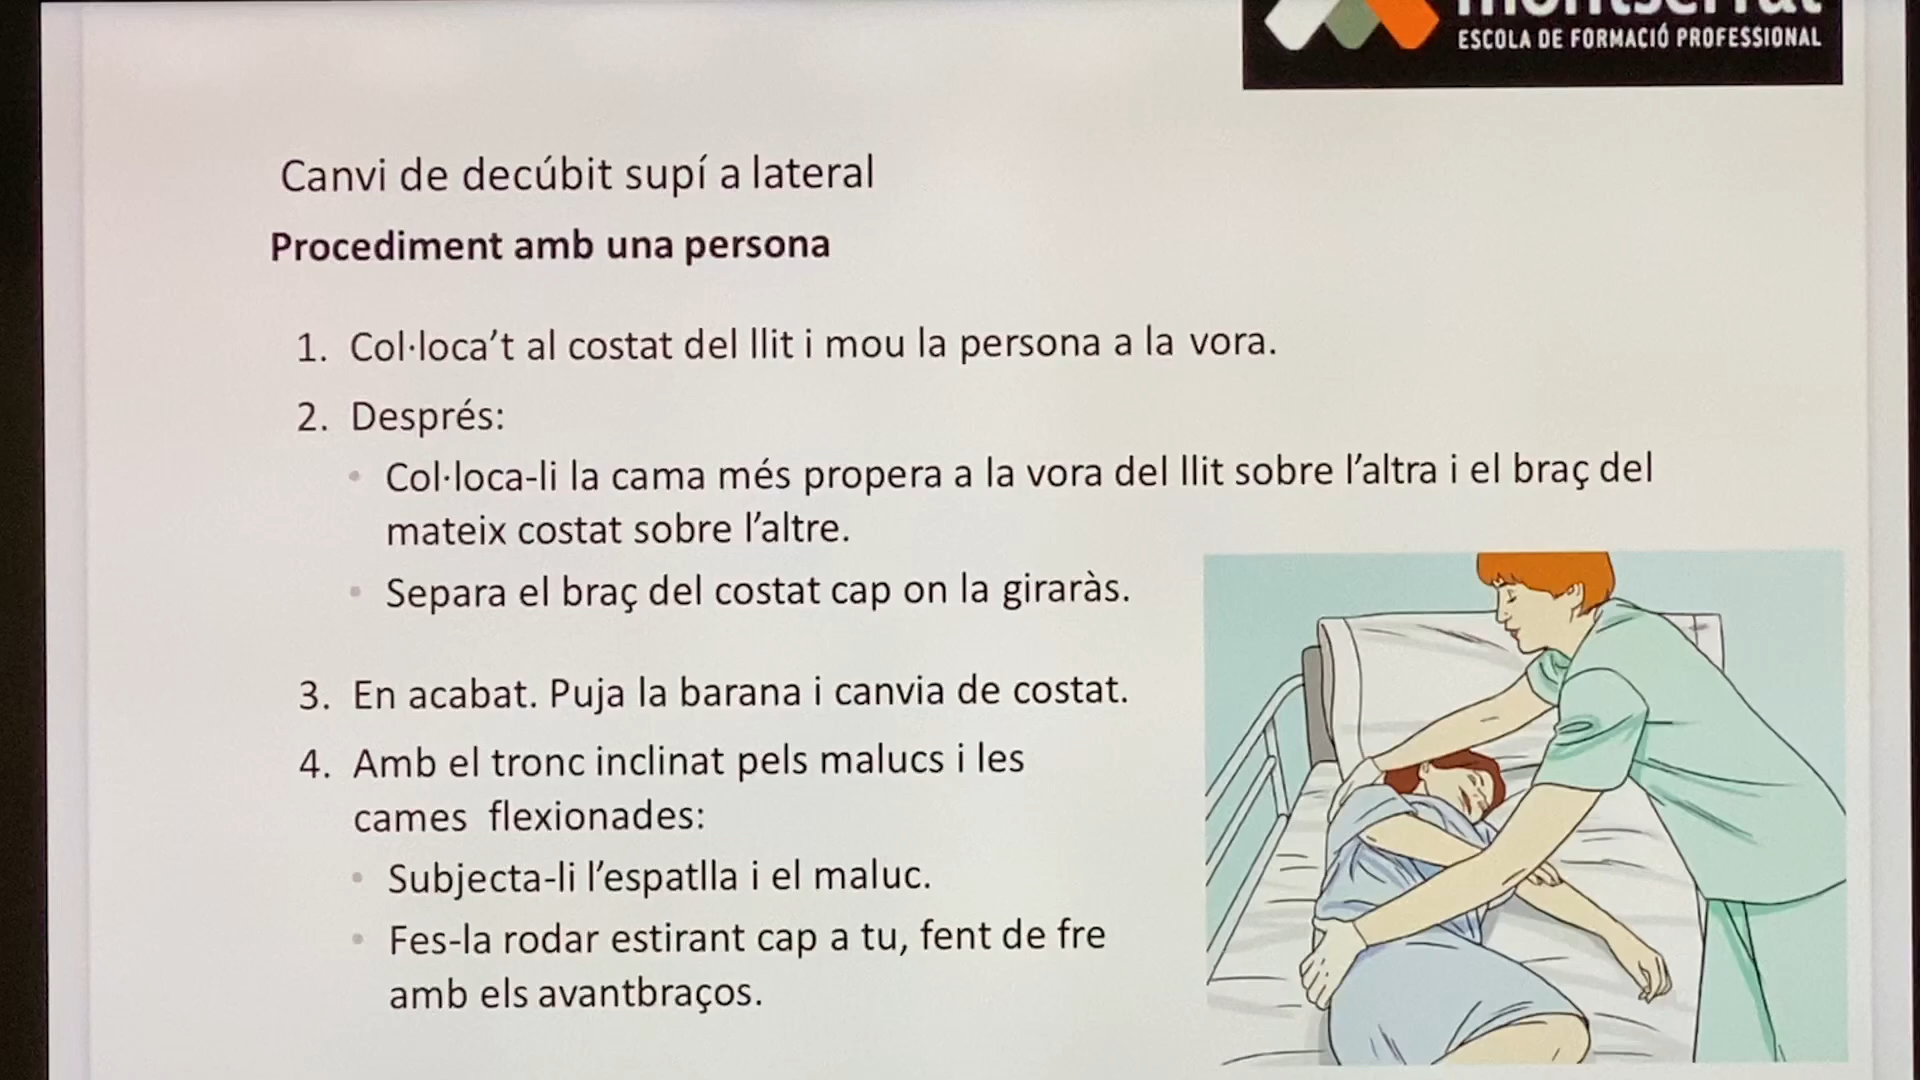 montserrat
ESCOLA DE FORMACIÓ PROFESSIONAL
Canvi de decúbit supí a lateral
Procediment amb una persona
1. Col·loca’t al costat del llit i mou la persona a la vora.
2. Després:
• Col·loca-li la cama més propera a la vora del llit sobre l’altra i el braç del
mateix costat sobre l’altre.
• Separa el braç del costat cap on la giraràs.
3. En acabat. Puja la barana i canvia de costat.
4. Amb el tronc inclinat pels malucs i les
cames flexionades:
• Subjecta-li l’espatlla i el maluc.
• Fes-la rodar estirant cap a tu, fent de fre
amb els avantbraços.